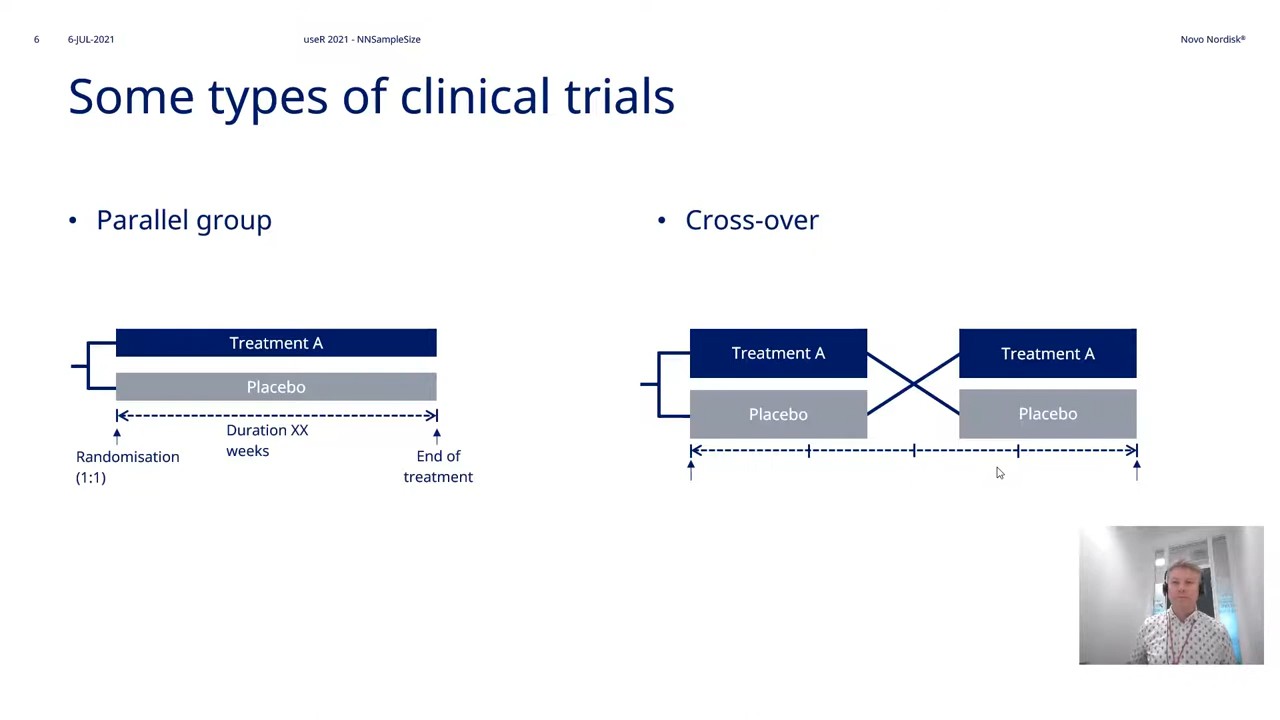 6 6-JUL-2021 useR 2021 - NNSampleSize Novo Nordisk®
Some types of clinical trials
• Parallel group
Treatment A
Placebo
Duration XX
weeks
Randomisation
(1:1)
End of
treatment
• Cross-over
Treatment A
Treatment A
Placebo
Placebo